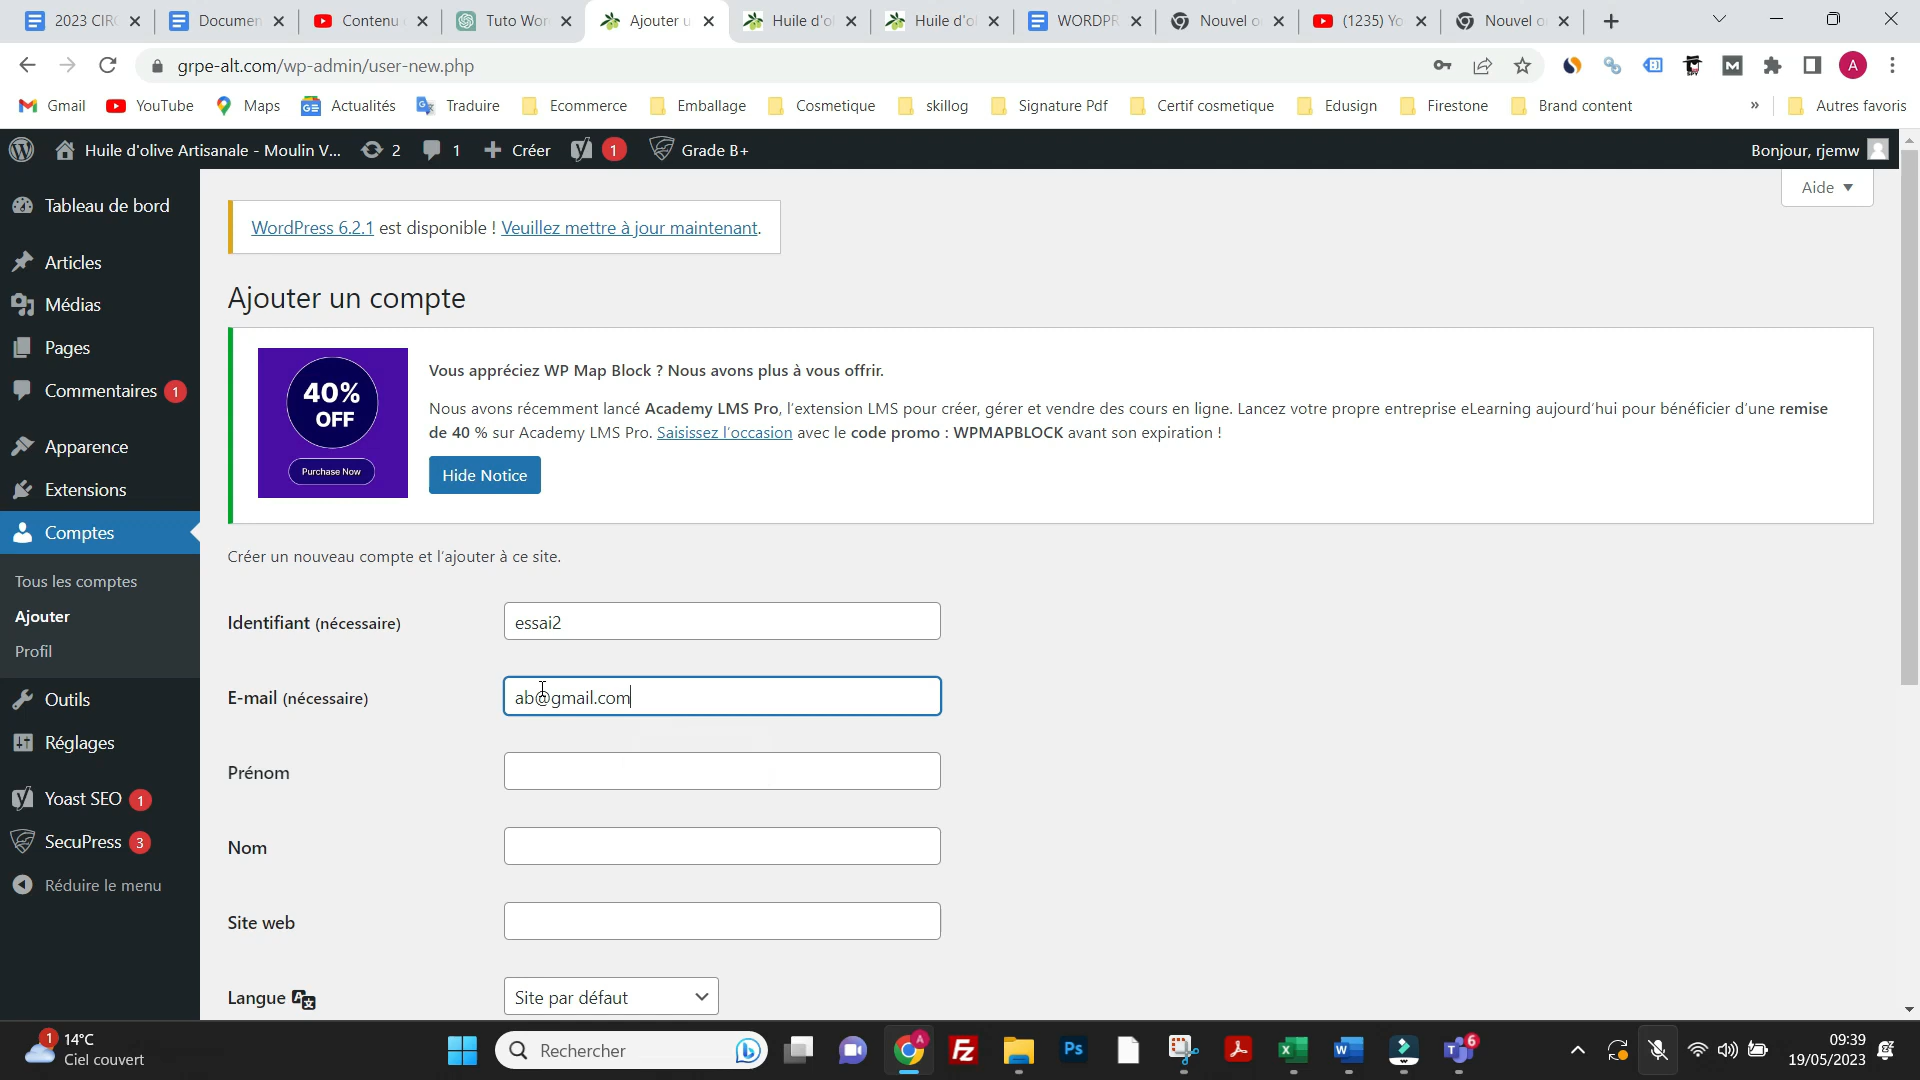 2023 CIR
Documen
Contenu
Tuto Wor
Ajouter u
Huile d'ol
Huile d'ol
WORDPR
Nouvel o
(1235) Yo
Nouvel o
grpe-alt.com/wp-admin/user-new.php
Gmail YouTube Maps Actualités Traduire Ecommerce Emballage Cosmetique skillog Signature Pdf Certif cosmetique Edusign Firestone Brand content » Autres favoris
Huile d'olive Artisanale - Moulin V... 2 1 Créer 1 Grade B+ Bonjour, rjemw
Aide
Tableau de bord
Articles
Médias
Pages
Commentaires 1
Apparence
Extensions
Comptes
Tous les comptes
Ajouter
Profil
Outils
Réglages
Yoast SEO 1
SecuPress 3
Réduire le menu
WordPress 6.2.1 est disponible ! Veuillez mettre à jour maintenant.
Ajouter un compte
40%
OFF
Purchase Now
Vous appréciez WP Map Block ? Nous avons plus à vous offrir.
Nous avons récemment lancé Academy LMS Pro, l'extension LMS pour créer, gérer et vendre des cours en ligne. Lancez votre propre entreprise eLearning aujourd'hui pour bénéficier d'une remise
de 40 % sur Academy LMS Pro. Saisissez l'occasion avec le code promo : WPMAPBLOCK avant son expiration !
Hide Notice
Créer un nouveau compte et l'ajouter à ce site.
Identifiant (nécessaire) essai2
E-mail (nécessaire) ab@gmail.com
Prénom
Nom
Site web
Langue Site par défaut
1 14°C
Ciel couvert
Rechercher
6
09:39
19/05/2023